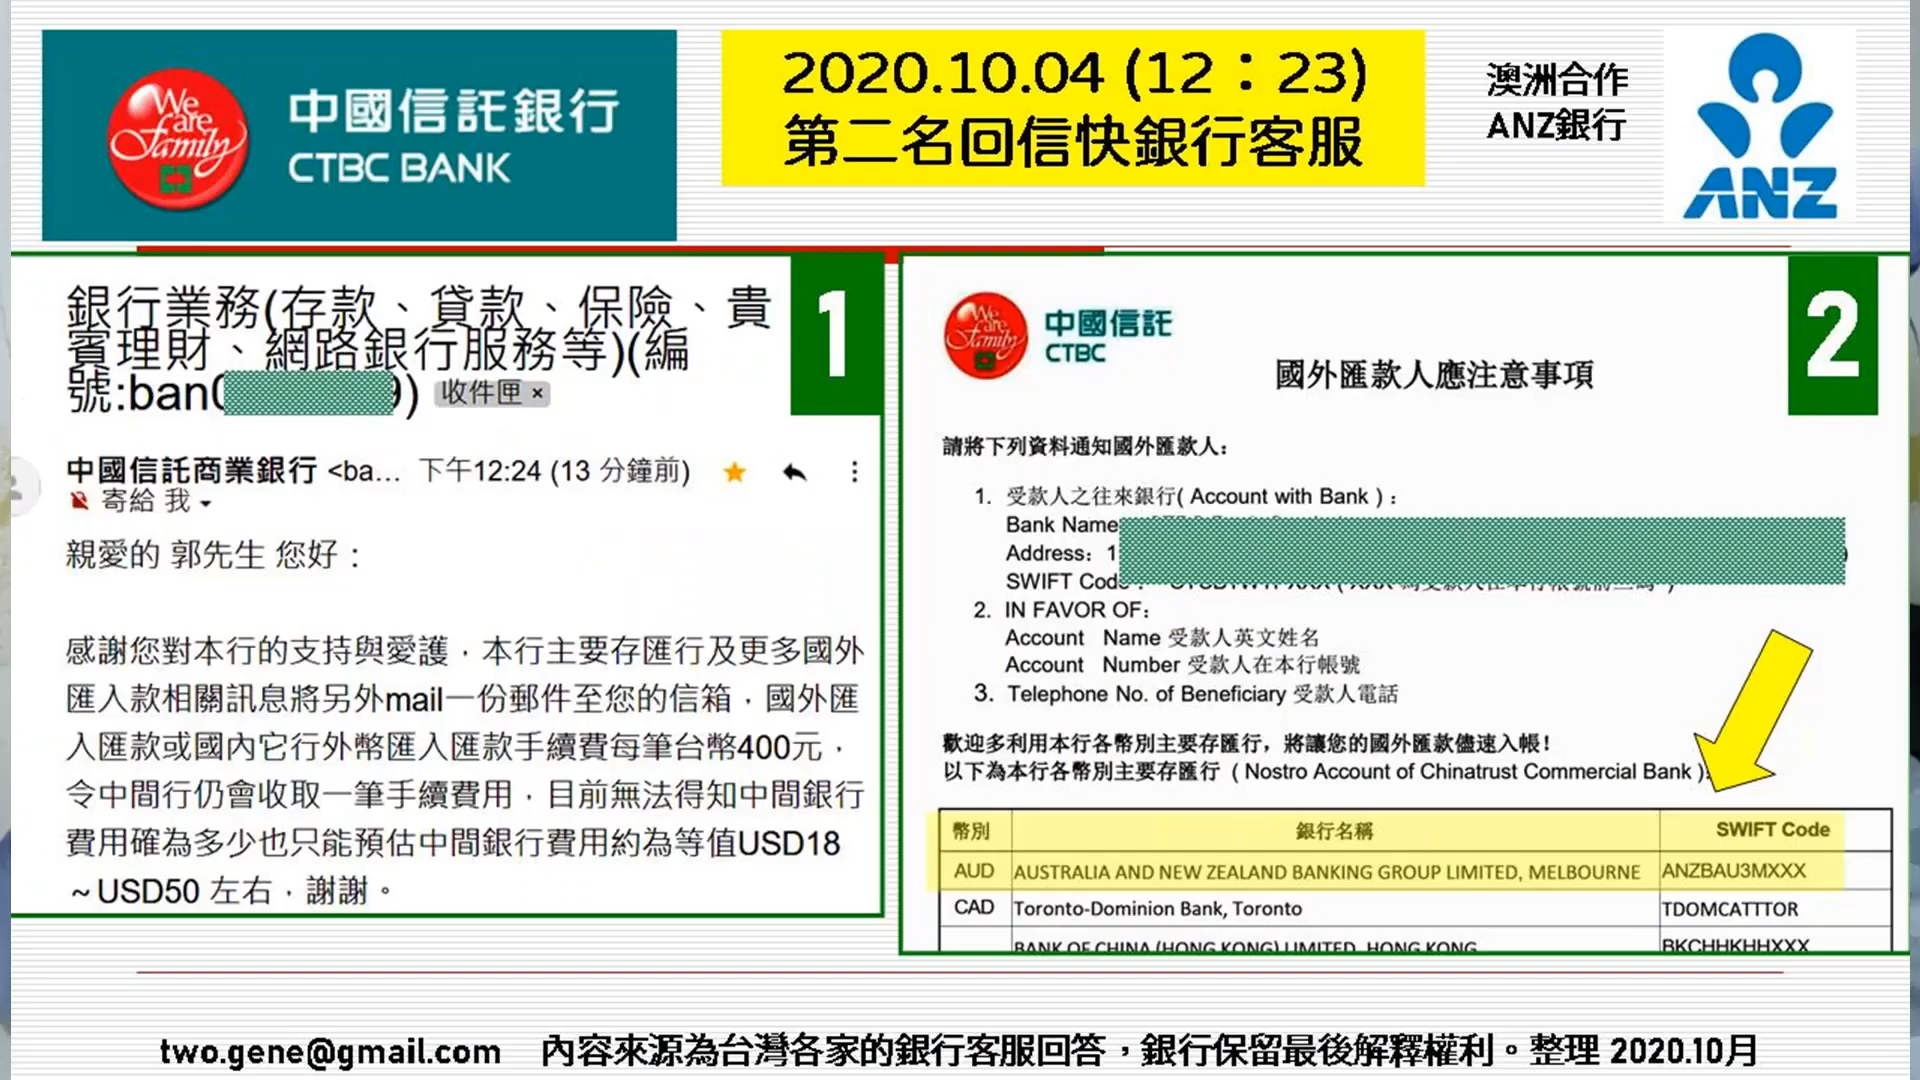 We are Family
中國信託銀行
CTBC BANK
2020.10.04 (12：23)
第二名回信快銀行客服
澳洲合作
ANZ銀行
ANZ
1
銀行業務(存款、貸款、保險、貴
賓理財、網路銀行服務等)(編
號:ban0 9) 收件匣 ×
中國信託商業銀行 <ba... 下午12:24 (13 分鐘前)
寄給 我
親愛的 郭先生 您好：
感謝您對本行的支持與愛護，本行主要存匯行及更多國外
匯入款相關訊息將另外mail一份郵件至您的信箱，國外匯
入匯款或國內它行外幣匯入匯款手續費每筆台幣400元，
令中間行仍會收取一筆手續費用，目前無法得知中間銀行
費用確為多少也只能預估中間銀行費用約為等值USD18
~USD50 左右，謝謝。
2
We are Family
中國信託
CTBC
國外匯款人應注意事項
請將下列資料通知國外匯款人：
1. 受款人之往來銀行( Account with Bank )：
Bank Name
Address: 1
SWIFT Code
2. IN FAVOR OF:
Account Name 受款人英文姓名
Account Number 受款人在本行帳號
3. Telephone No. of Beneficiary 受款人電話
歡迎多利用本行各幣別主要存匯行，將讓您的國外匯款儘速入帳！
以下為本行各幣別主要存匯行 ( Nostro Account of Chinatrust Commercial Bank ):
幣別 銀行名稱 SWIFT Code
AUD AUSTRALIA AND NEW ZEALAND BANKING GROUP LIMITED, MELBOURNE ANZBAU3MXXX
CAD Toronto-Dominion Bank, Toronto TDOMCATTTOR
BANK OF CHINA (HONG KONG) LIMITED, HONG KONG BKCHHKHHXXX
two.gene@gmail.com 內容來源為台灣各家的銀行客服回答，銀行保留最後解釋權利。整理 2020.10月